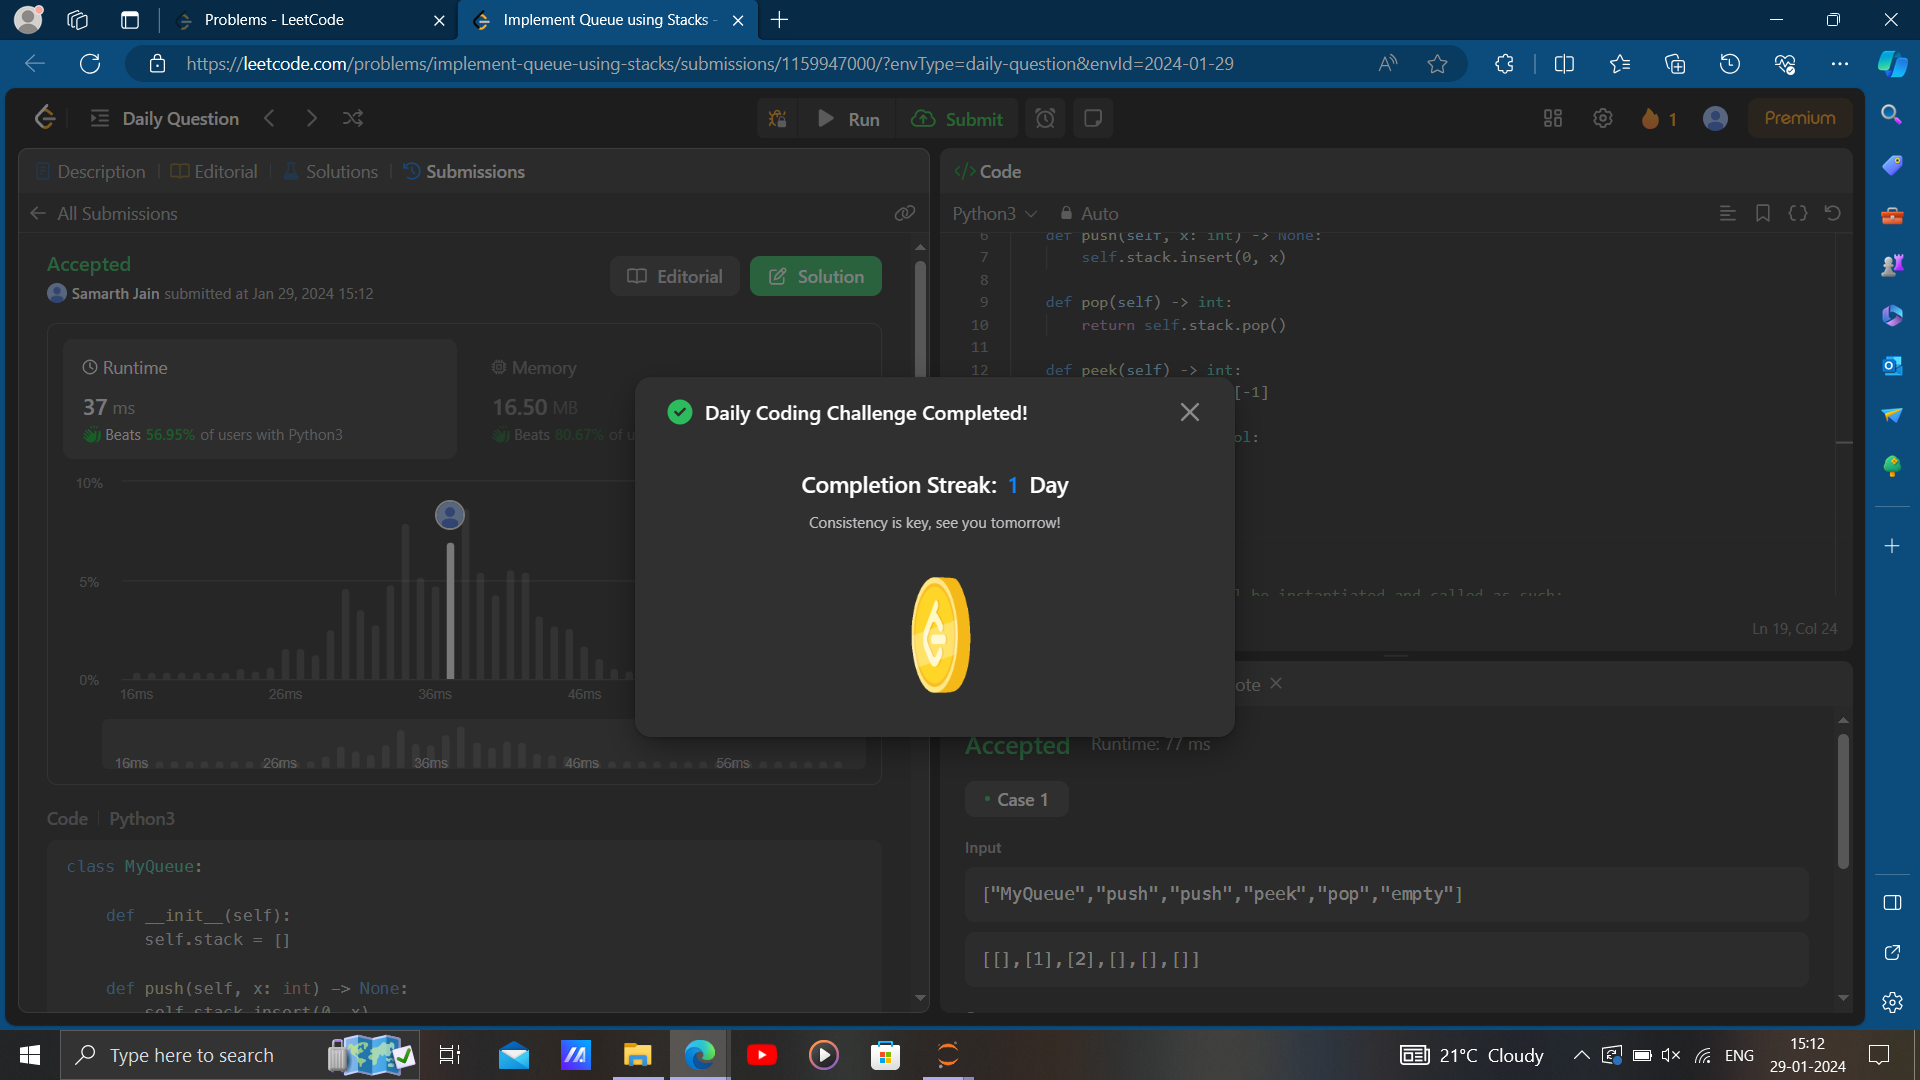 Problems - LeetCode
Implement Queue using Stacks -
https://leetcode.com/problems/implement-queue-using-stacks/submissions/1159947000/?envType=daily-question&envId=2024-01-29
Daily Question
Run
Submit
1
Premium
Description
Editorial
Solutions
Submissions
All Submissions
Accepted
Samarth Jain submitted at Jan 29, 2024 15:12
Editorial
Solution
Runtime
37 ms
Beats 56.95% of users with Python3
Memory
16.50 MB
Beats 80.67% of u
10%
5%
0%
16ms
26ms
36ms
46ms
16ms
26ms
36ms
46ms
56ms
Code
Python3
class MyQueue:
def __init__(self):
self.stack = []
def push(self, x: int) -> None:
self.stack.insert(0, x)
Code
Python3
Auto
6 def push(self, x: int) -> None:
7 self.stack.insert(0, x)
8
9 def pop(self) -> int:
10 return self.stack.pop()
11
12 def peek(self) -> int:
[-1]
ol:
l be instantiated and called as such:
Ln 19, Col 24
Daily Coding Challenge Completed!
Completion Streak: 1 Day
Consistency is key, see you tomorrow!
ote
Accepted
Runtime: 77 ms
Case 1
Input
["MyQueue","push","push","peek","pop","empty"]
[[],[1],[2],[],[],[]]
Type here to search
21°C Cloudy
ENG
15:12
29-01-2024